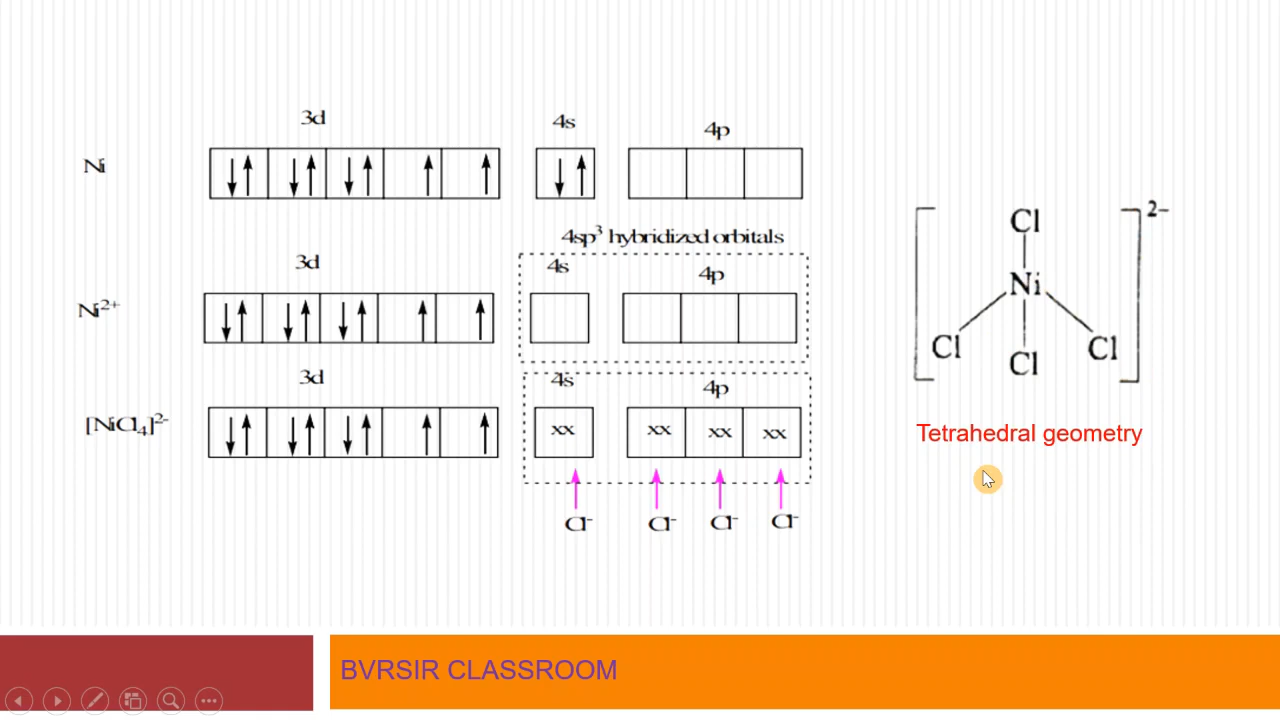 3d 4s 4p
Ni
4sp³ hybridized orbitals
3d 4s 4p
Ni²⁺
3d 4s 4p
[NiCl₄]²⁻
xx xx xx xx
Cl⁻ Cl⁻ Cl⁻ Cl⁻
2–
Cl
Ni
Cl Cl Cl
Tetrahedral geometry
BVRSIR CLASSROOM